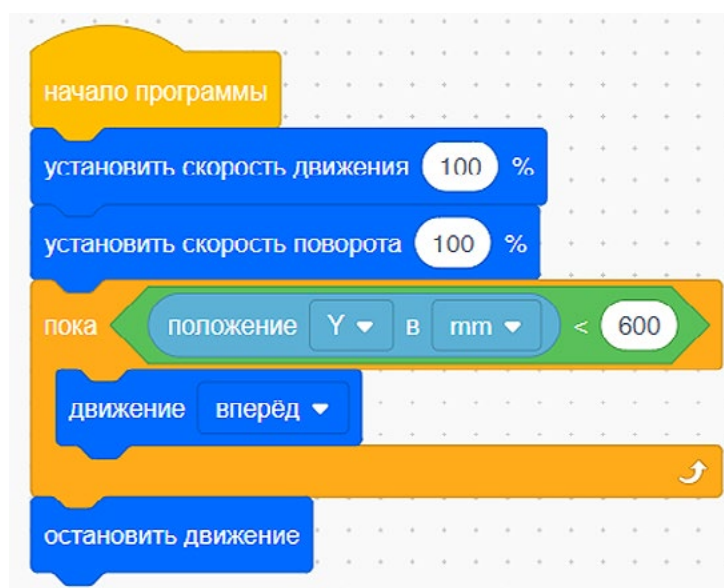 начало программы
установить скорость движения 100 %
установить скорость поворота 100 %
пока положение Y в mm < 600
движение вперёд
остановить движение